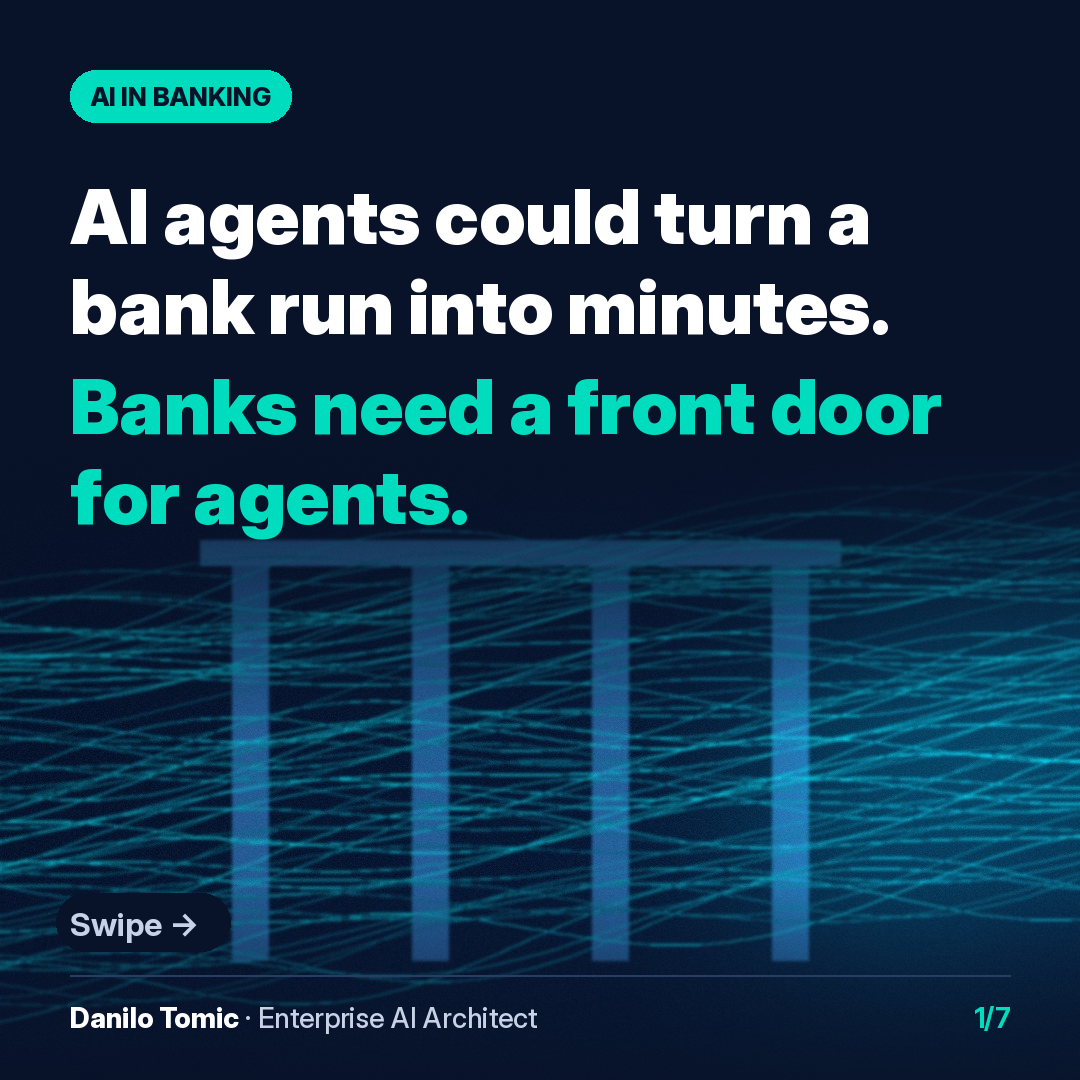 AI IN BANKING
AI agents could turn a
bank run into minutes.
Banks need a front door
for agents.
Swipe →
Danilo Tomic · Enterprise AI Architect
1/7